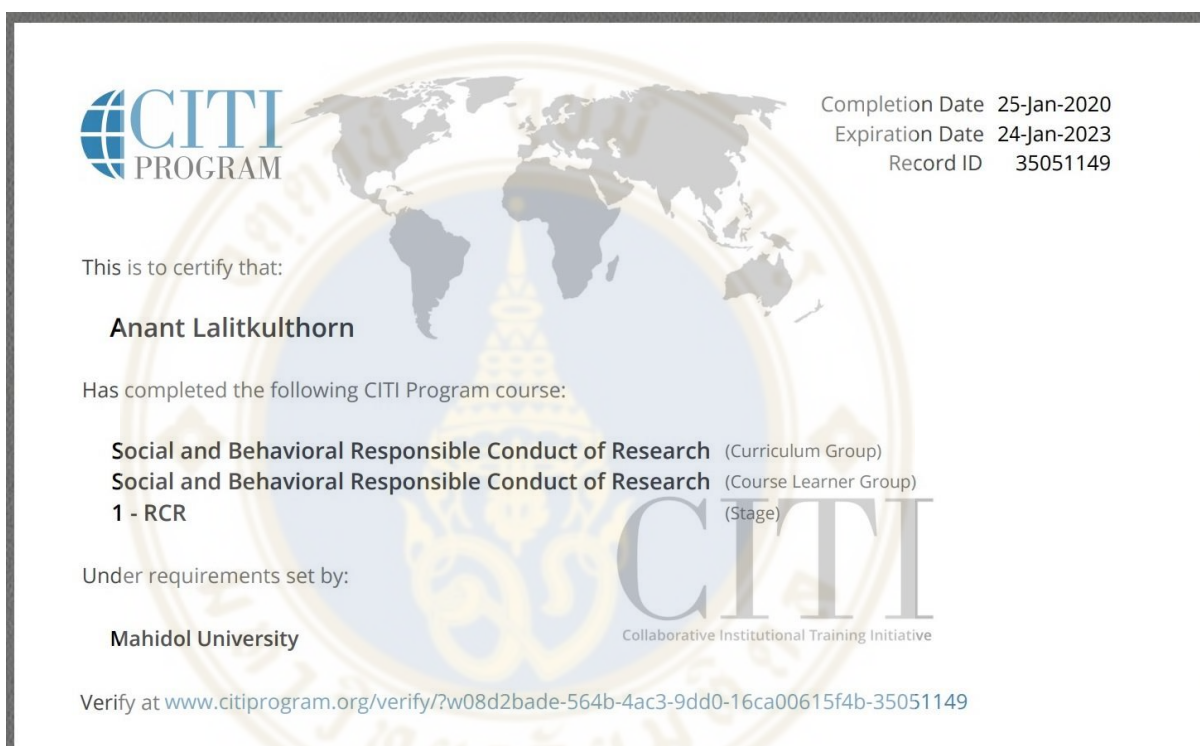 CITI
PROGRAM
Completion Date 25-Jan-2020
Expiration Date 24-Jan-2023
Record ID 35051149
This is to certify that:
Anant Lalitkulthorn
Has completed the following CITI Program course:
Social and Behavioral Responsible Conduct of Research (Curriculum Group)
Social and Behavioral Responsible Conduct of Research (Course Learner Group)
1 - RCR (Stage)
Under requirements set by:
Mahidol University
CITI
Collaborative Institutional Training Initiative
Verify at www.citiprogram.org/verify/?w08d2bade-564b-4ac3-9dd0-16ca00615f4b-35051149